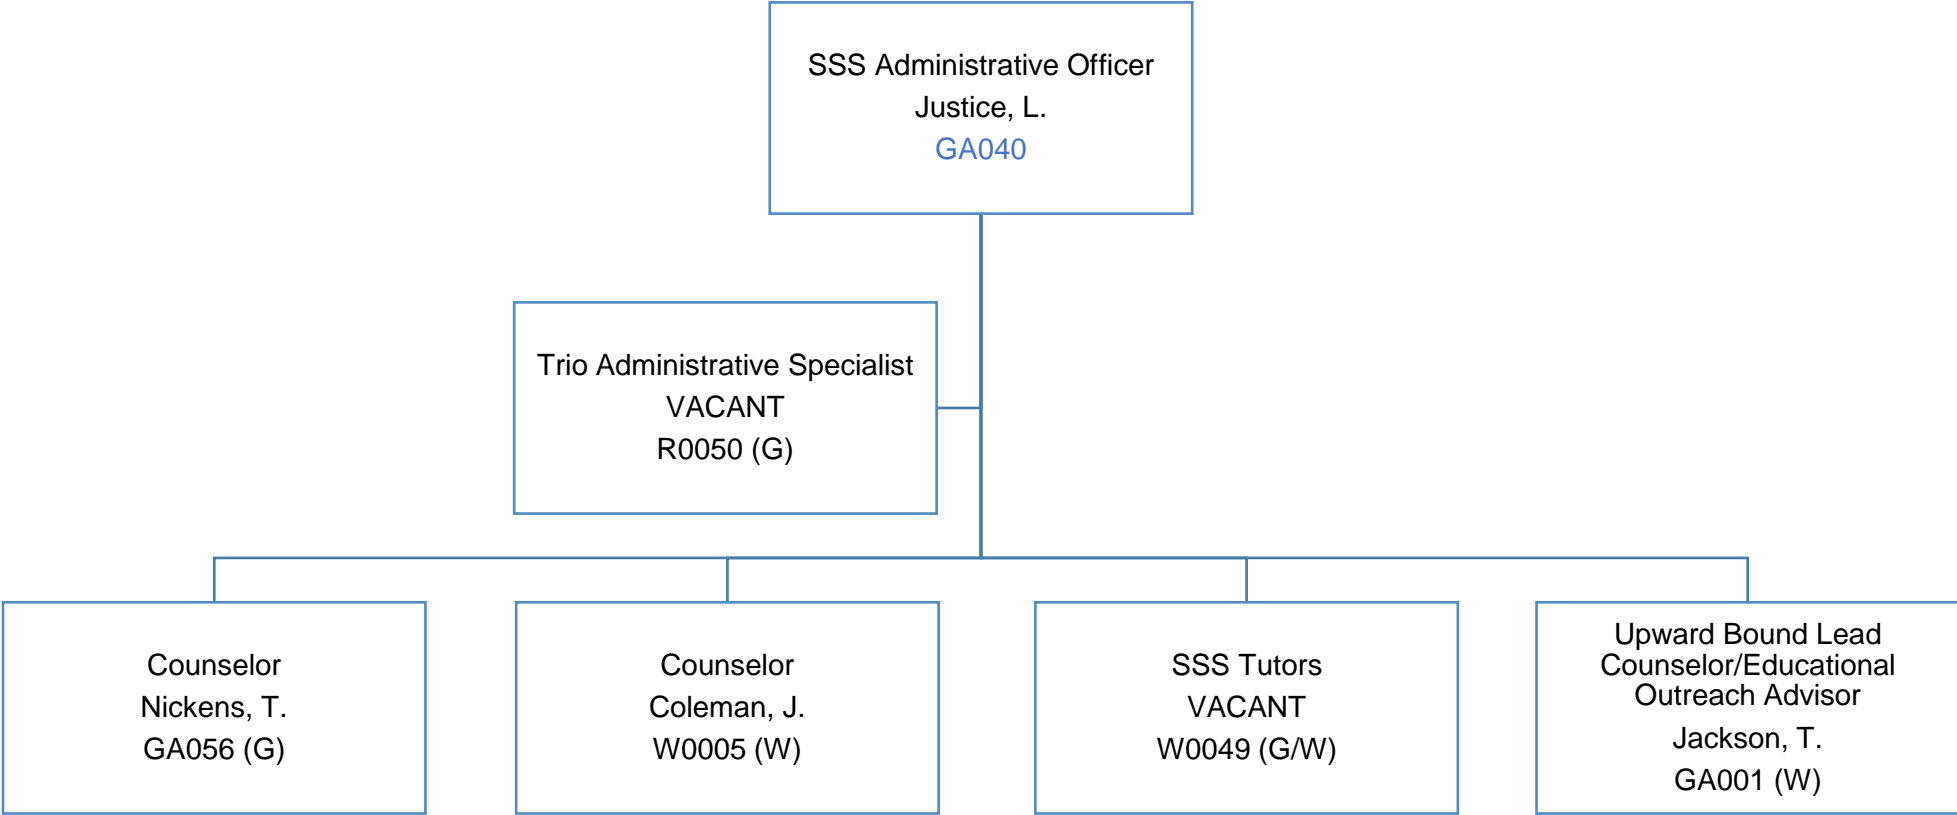 SSS Administrative Officer
Justice, L.
GA040
Trio Administrative Specialist
VACANT
R0050 (G)
Counselor
Nickens, T.
GA056 (G)
Counselor
Coleman, J.
W0005 (W)
SSS Tutors
VACANT
W0049 (G/W)
Upward Bound Lead
Counselor/Educational
Outreach Advisor
Jackson, T.
GA001 (W)